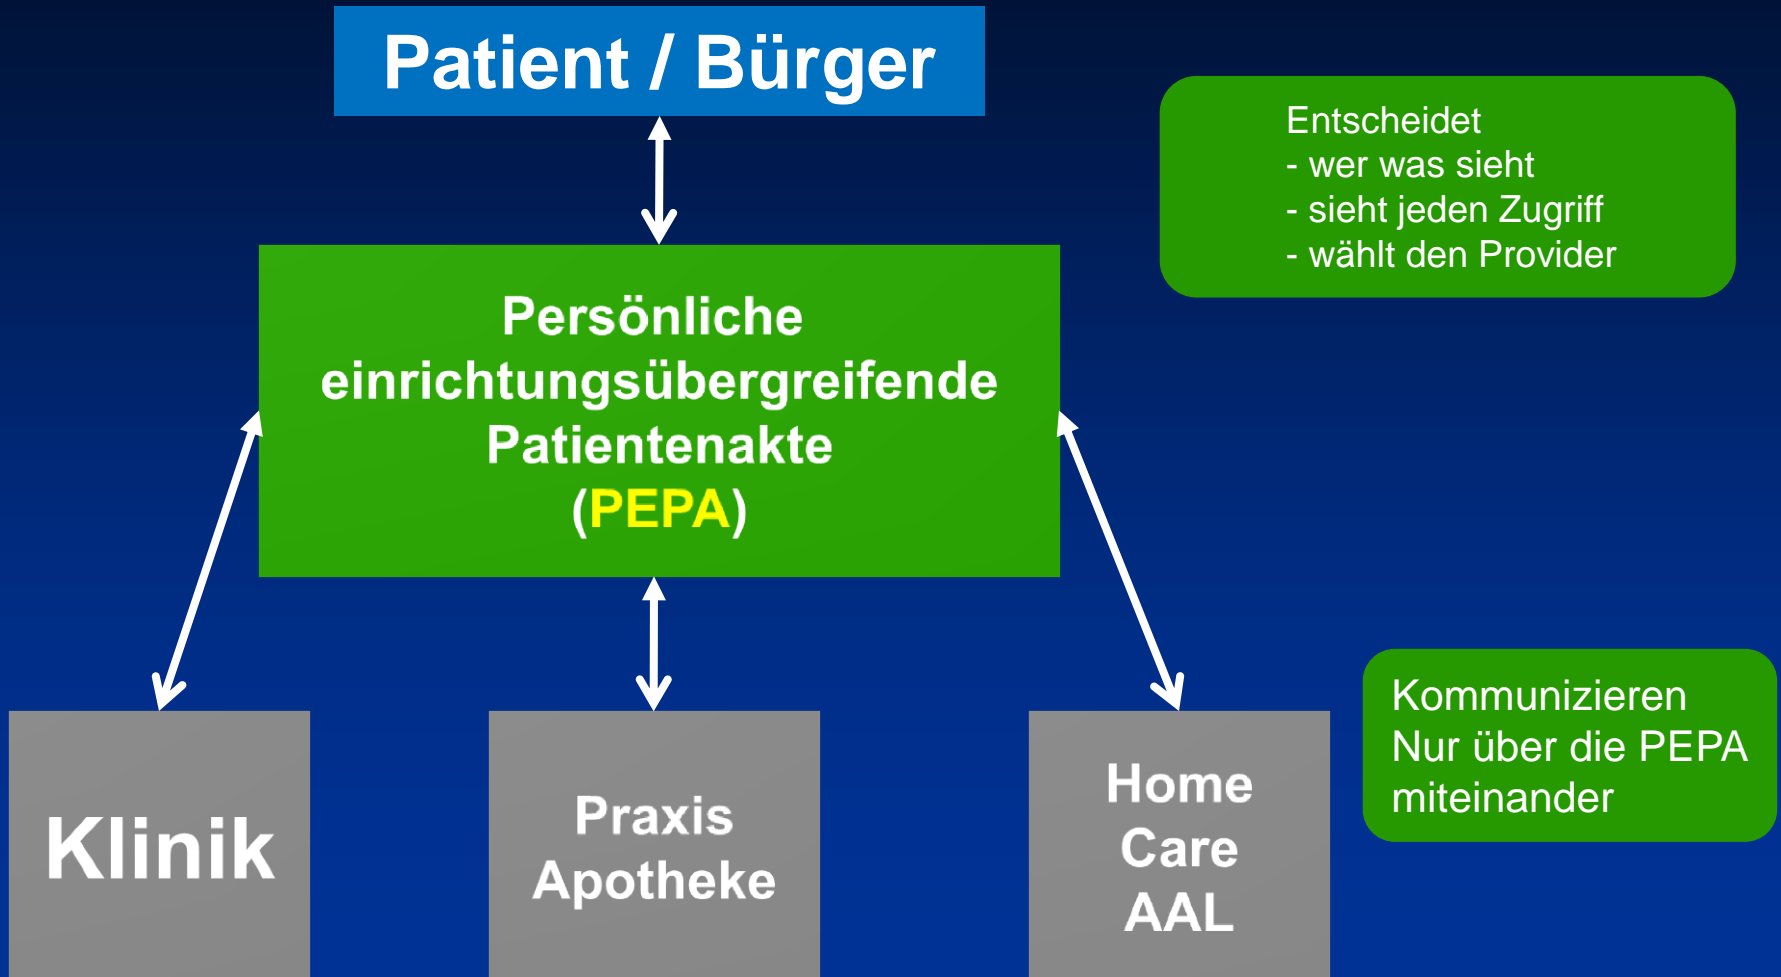 Patient / Bürger
Entscheidet
- wer was sieht
- sieht jeden Zugriff
- wählt den Provider
Persönliche
einrichtungsübergreifende
Patientenakte
(PEPA)
Kommunizieren
Nur über die PEPA
miteinander
Klinik
Praxis
Apotheke
Home
Care
AAL